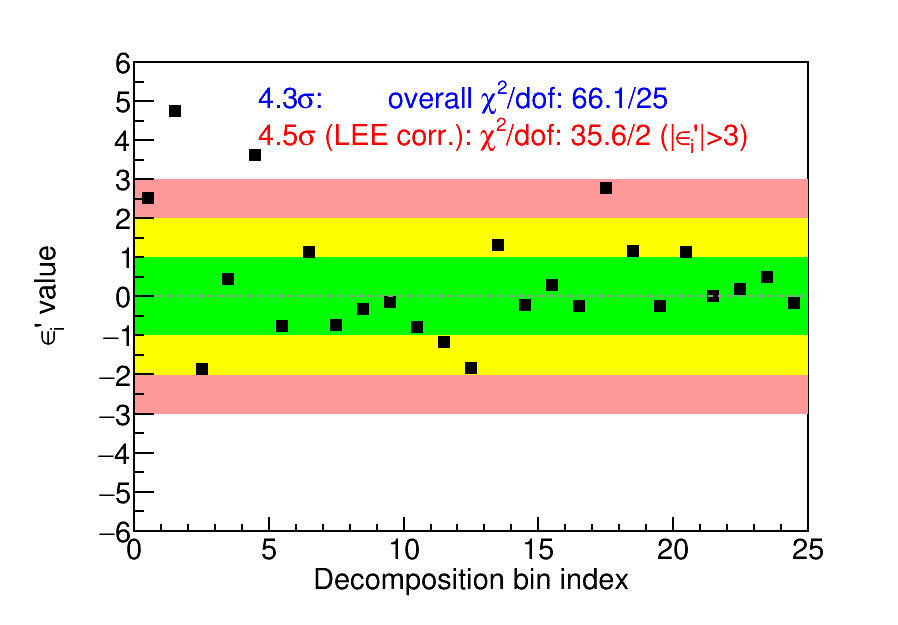 4.3σ: overall χ²/dof: 66.1/25
4.5σ (LEE corr.): χ²/dof: 35.6/2 (|ϵᵢ'|>3)
6
5
4
3
2
1
0
−1
−2
−3
−4
−5
−6
ϵᵢ' value
0 5 10 15 20 25
Decomposition bin index